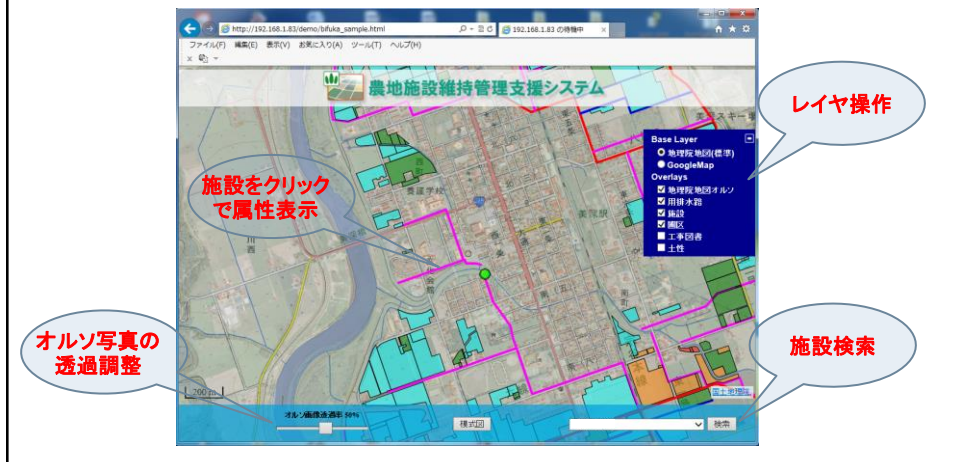 http://192.168.1.83/demo/bifuka_sample.html
192.168.1.83 の待機中
ファイル(F) 編集(E) 表示(V) お気に入り(A) ツール(T) ヘルプ(H)
農地施設維持管理支援システム
レイヤ操作
Base Layer
地理院地図(標準)
GoogleMap
Overlays
地理院地図オルソ
用排水路
施設
圃区
工事図書
土性
施設をクリック
で属性表示
美深駅
オルソ写真の
透過調整
施設検索
200 m
国土地理院
オルソ画像透過率 50%
模式図
検索